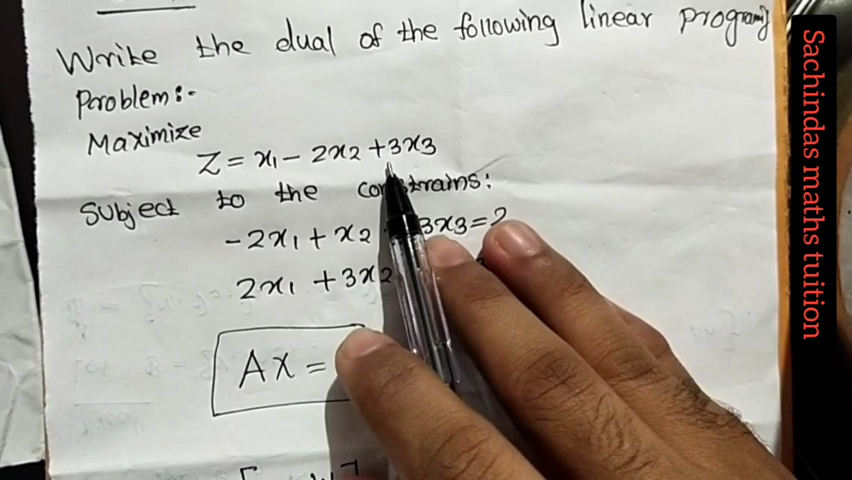 Write the dual of the following linear programing
Problem:-
Maximize
Z = x1 - 2x2 + 3x3
Subject to the constrains:
-2x1 + x2 3x3 = 2
2x1 + 3x2
AX =
Sachindas maths tuition